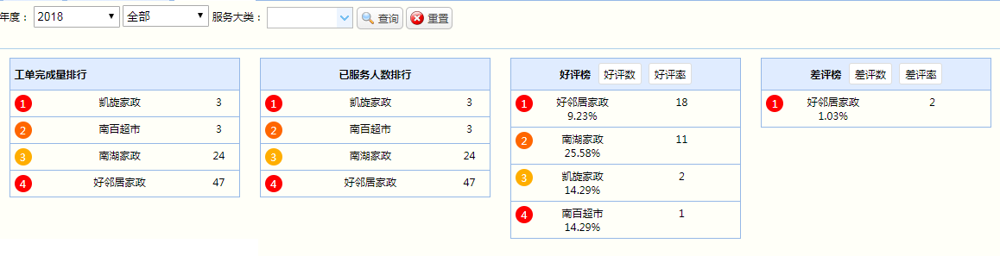 年度： 2018 全部 服务大类： 查询 重置
工单完成量排行
1 凯旋家政 3
2 南百超市 3
3 南湖家政 24
4 好邻居家政 47
已服务人数排行
1 凯旋家政 3
2 南百超市 3
3 南湖家政 24
4 好邻居家政 47
好评榜 好评数 好评率
1 好邻居家政 18
9.23%
2 南湖家政 11
25.58%
3 凯旋家政 2
14.29%
4 南百超市 1
14.29%
差评榜 差评数 差评率
1 好邻居家政 2
1.03%